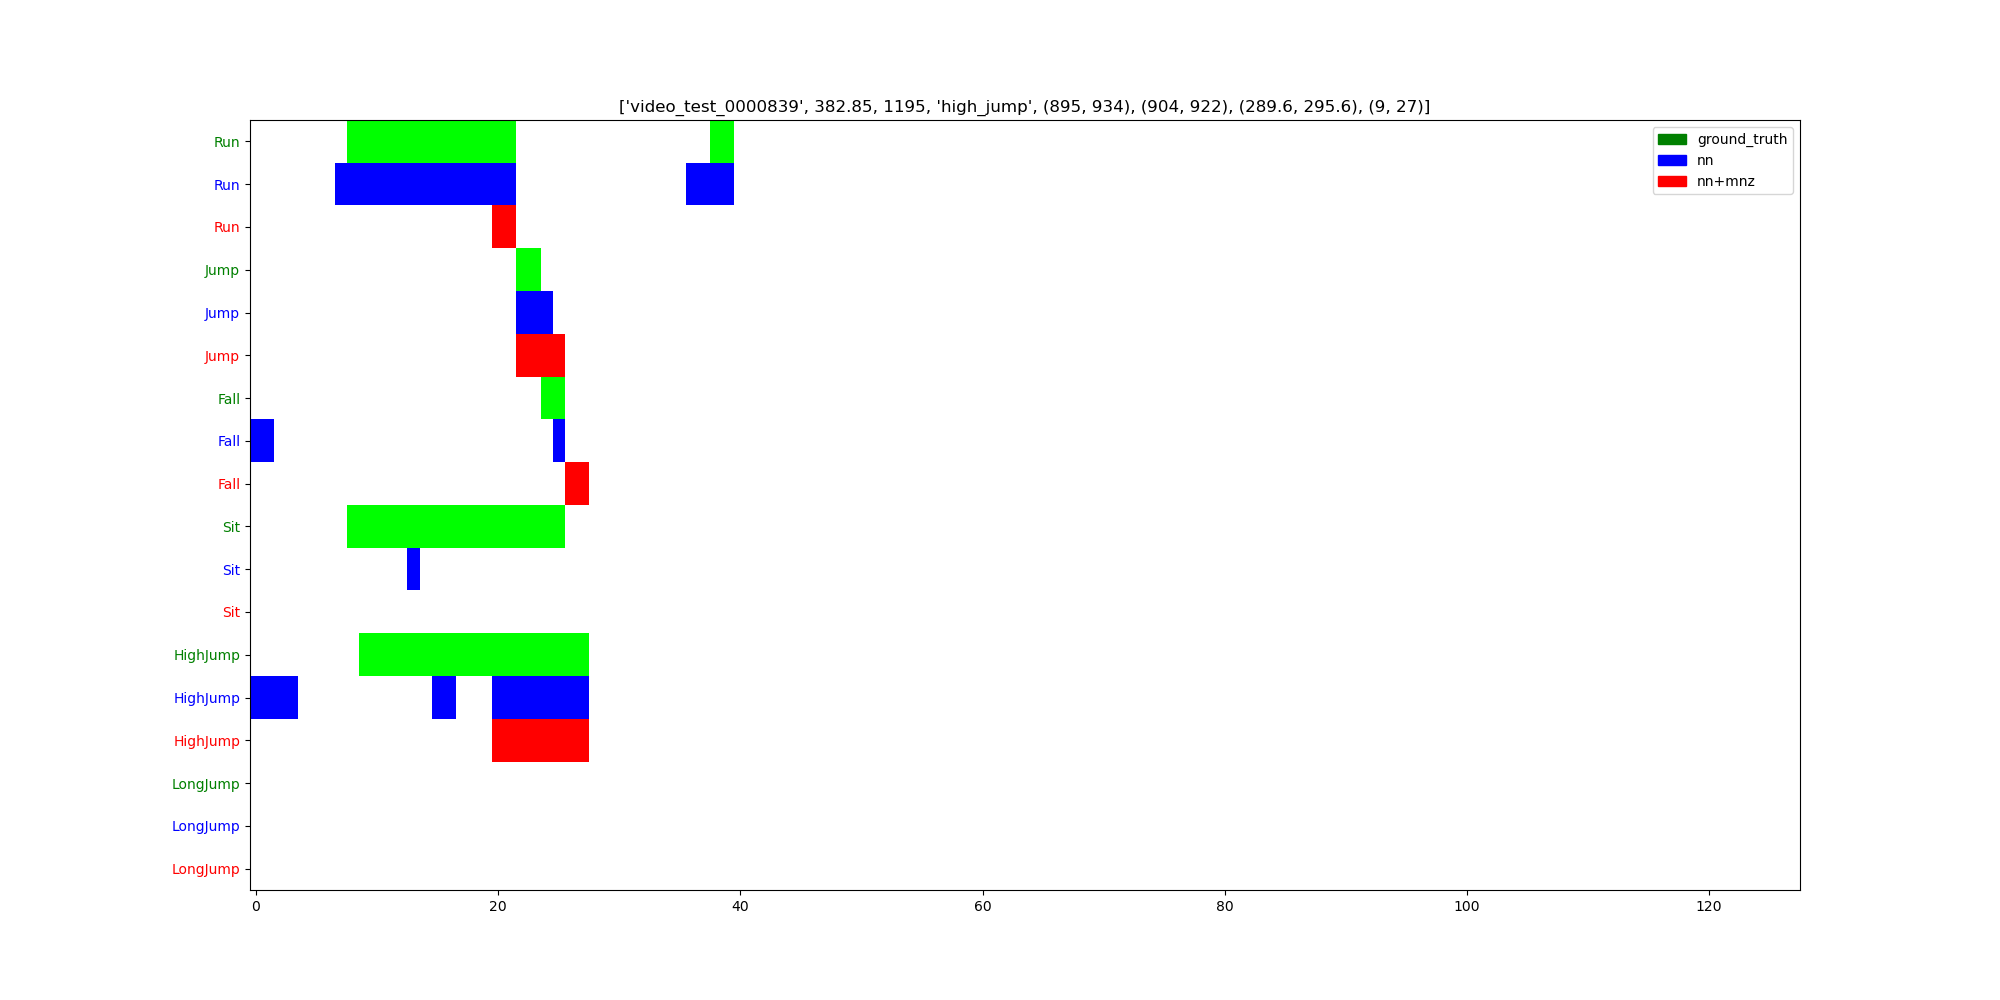 ['video_test_0000839', 382.85, 1195, 'high_jump', (895, 934), (904, 922), (289.6, 295.6), (9, 27)]
ground_truth
nn
nn+mnz
Run
Run
Run
Jump
Jump
Jump
Fall
Fall
Fall
Sit
Sit
Sit
HighJump
HighJump
HighJump
LongJump
LongJump
LongJump
0 20 40 60 80 100 120